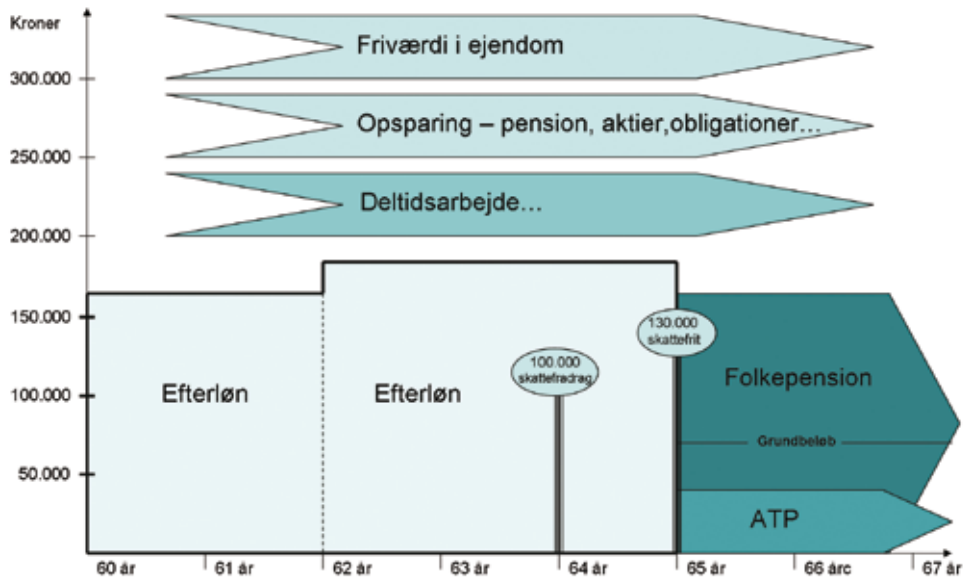 Kroner
Friværdi i ejendom
300.000
Opsparing – pension, aktier,obligationer...
250.000
Deltidsarbejde...
200.000
150.000
130.000
skattefrit
100.000
skattefradrag
Folkepension
100.000
Efterløn
Efterløn
Grundbeløb
50.000
ATP
60 år
61 år
62 år
63 år
64 år
65 år
66 årc
67 år